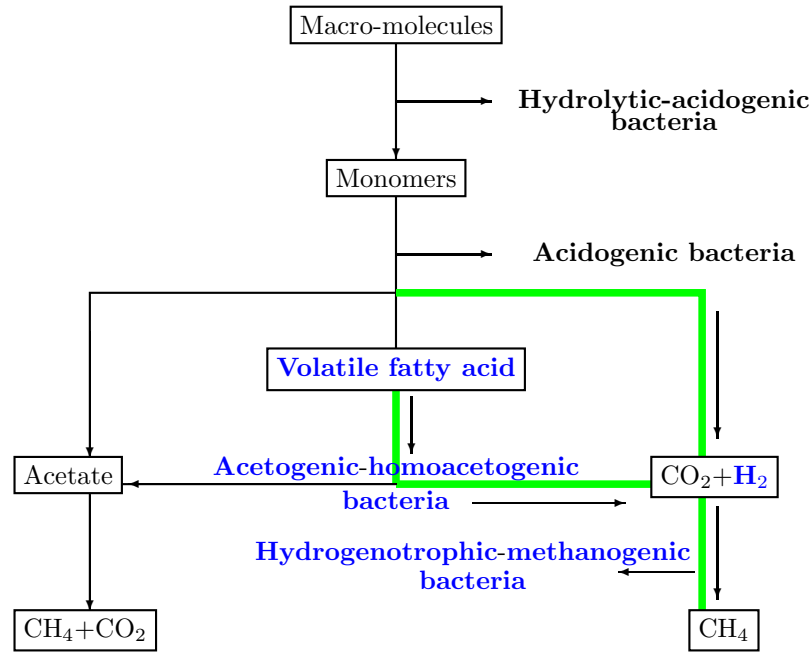 Macro-molecules
Hydrolytic-acidogenic
bacteria
Monomers
Acidogenic bacteria
Volatile fatty acid
Acetate
Acetogenic-homoacetogenic
bacteria
CO₂+H₂
Hydrogenotrophic-methanogenic
bacteria
CH₄+CO₂
CH₄